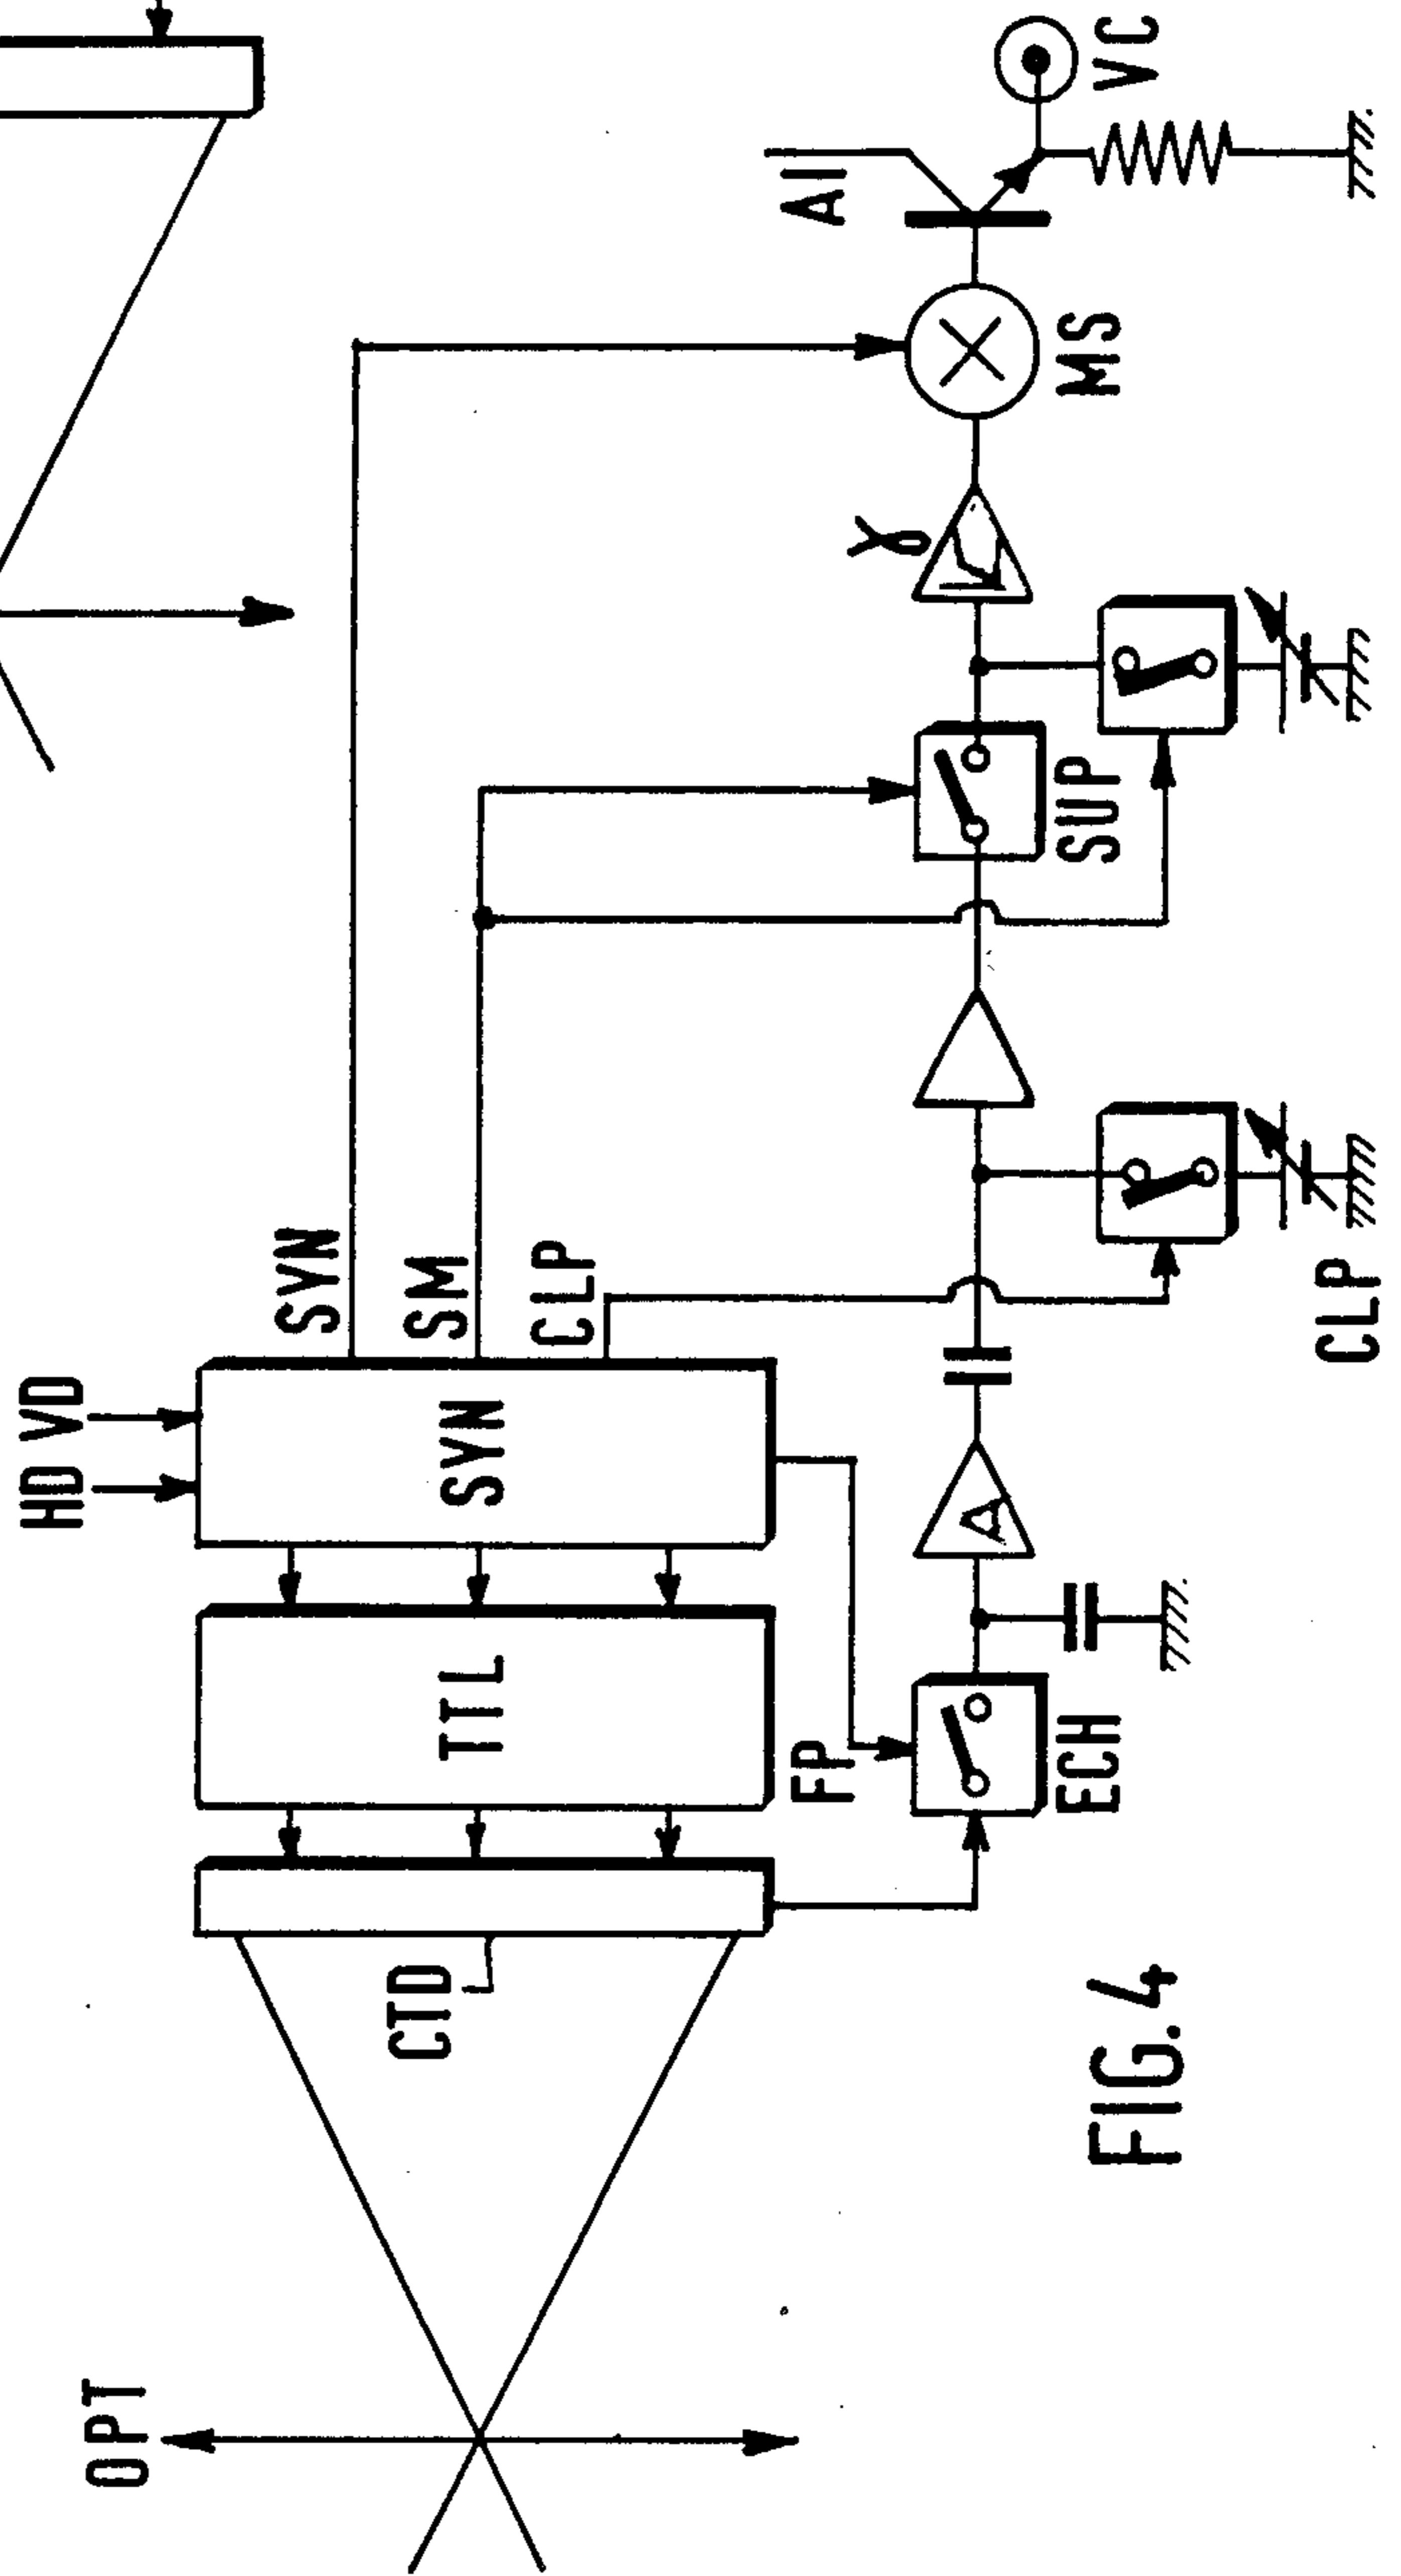 OPT
CTD
TTL
HD VD
SYN
SYN
SM
CLP
FP
ECH
A
CLP
SUP
γ
MS
AI
VC
FIG. 4